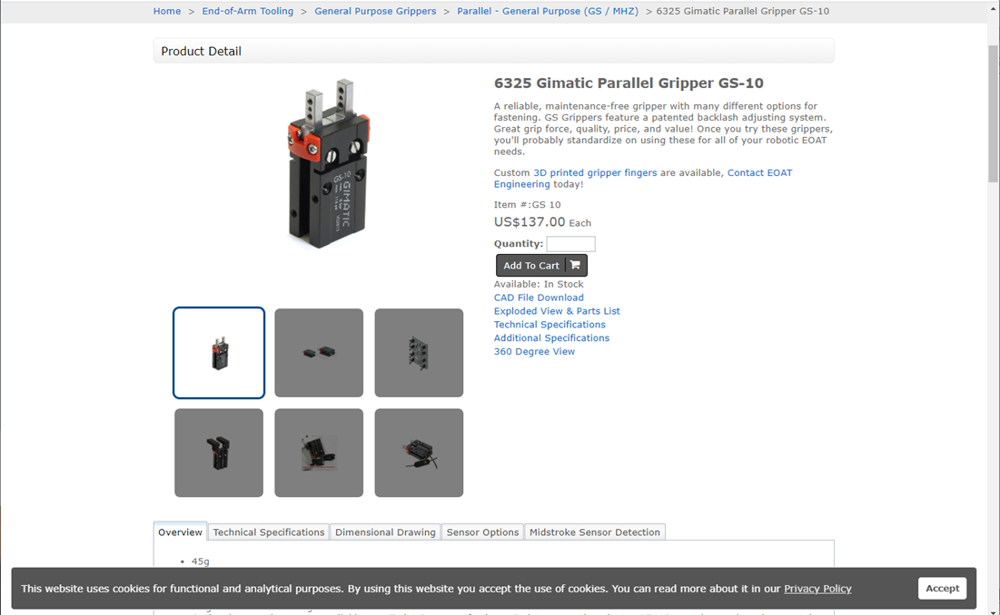 Home > End-of-Arm Tooling > General Purpose Grippers > Parallel - General Purpose (GS / MHZ) > 6325 Gimatic Parallel Gripper GS-10
Product Detail
GS-10
GIMATIC
6325 Gimatic Parallel Gripper GS-10
A reliable, maintenance-free gripper with many different options for
fastening. GS Grippers feature a patented backlash adjusting system.
Great grip force, quality, price, and value! Once you try these grippers,
you'll probably standardize on using these for all of your robotic EOAT
needs.
Custom 3D printed gripper fingers are available, Contact EOAT
Engineering today!
Item #:GS 10
US$137.00 Each
Quantity:
Add To Cart
Available: In Stock
CAD File Download
Exploded View & Parts List
Technical Specifications
Additional Specifications
360 Degree View
Overview Technical Specifications Dimensional Drawing Sensor Options Midstroke Sensor Detection
• 45g
This website uses cookies for functional and analytical purposes. By using this website you accept the use of cookies. You can read more about it in our Privacy Policy
Accept